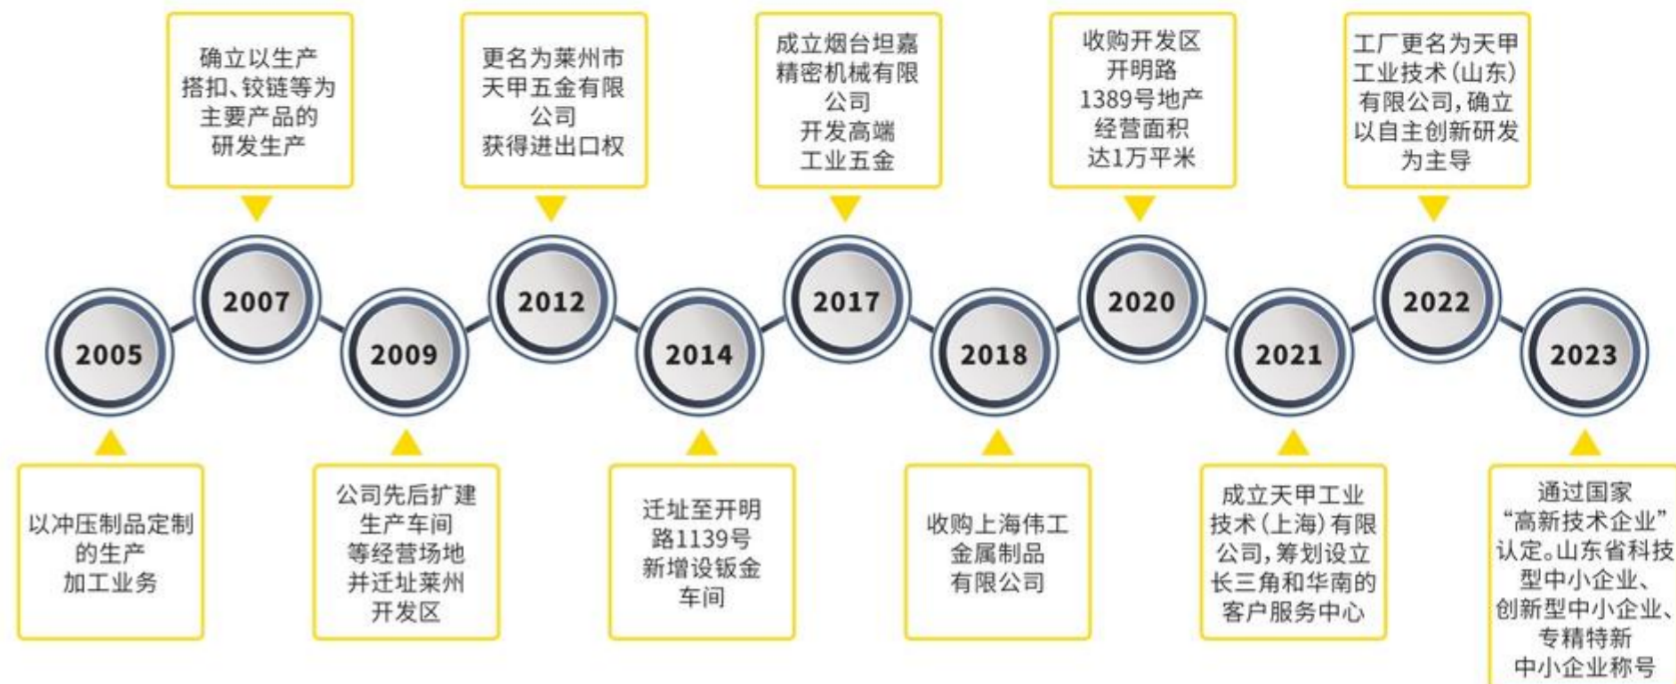 确立以生产
搭扣、铰链等为
主要产品的
研发生产
更名为莱州市
天甲五金有限
公司
获得进出口权
成立烟台坦嘉
精密机械有限
公司
开发高端
工业五金
收购开发区
开明路
1389号地产
经营面积
达1万平米
工厂更名为天甲
工业技术(山东)
有限公司,确立
以自主创新研发
为主导
2005
2007
2009
2012
2014
2017
2018
2020
2021
2022
2023
以冲压制品定制
的生产
加工业务
公司先后扩建
生产车间
等经营场地
并迁址莱州
开发区
迁址至开明
路1139号
新增设钣金
车间
收购上海伟工
金属制品
有限公司
成立天甲工业
技术(上海)有限
公司,筹划设立
长三角和华南的
客户服务中心
通过国家
“高新技术企业”
认定。山东省科技
型中小企业、
创新型中小企业、
专精特新
中小企业称号